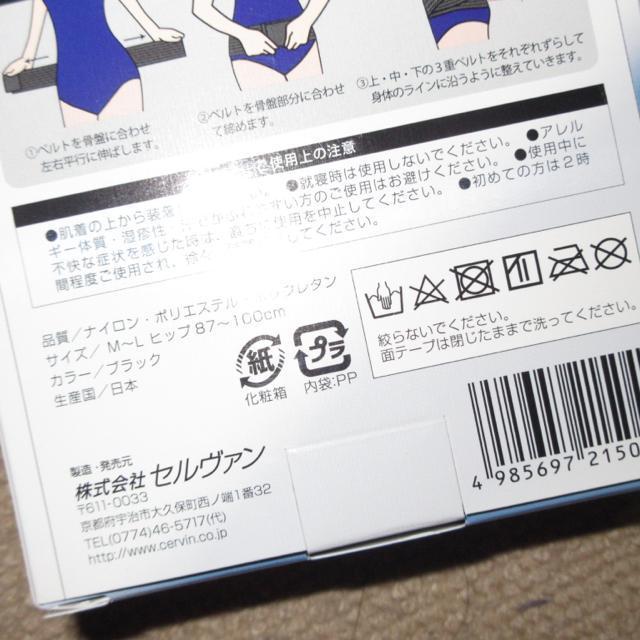 ①ベルトを骨盤に合わせ
左右平行に伸ばします。
②ベルトを骨盤部分に合わせ
て締めます。
③上・中・下の3重ベルトをそれぞれずらして
身体のラインに沿うように整えていきます。
使用上の注意
●肌着の上から装着 ●就寝時は使用しないでください。●アレル
ギー体質・湿疹性 かぶれやすい方のご使用はお避けください。●使用中に
不快な症状を感じた時は 使用を中止してください。●初めての方は2時
間程度ご使用され、徐々 してください。
品質/ナイロン・ポリエステル・ポリウレタン
サイズ/M〜L ヒップ87〜100cm
カラー/ブラック
生産国/日本
紙
化粧箱
プラ
内袋:PP
絞らないでください。
面テープは閉じたままで洗ってください。
製造・発売元
株式会社 セルヴァン
〒611-0033
京都府宇治市大久保町西ノ端1番32
TEL(0774)46-5717(代)
http://www.cervin.co.jp
4 985697 2150